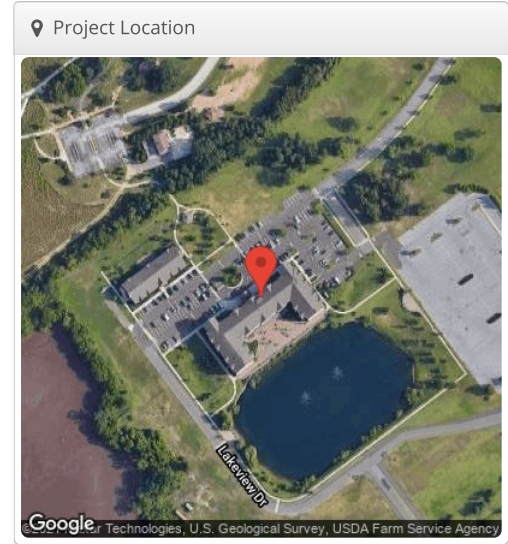 Project Location
Lakeview Dr
Google
Technologies, U.S. Geological Survey, USDA Farm Service Agency